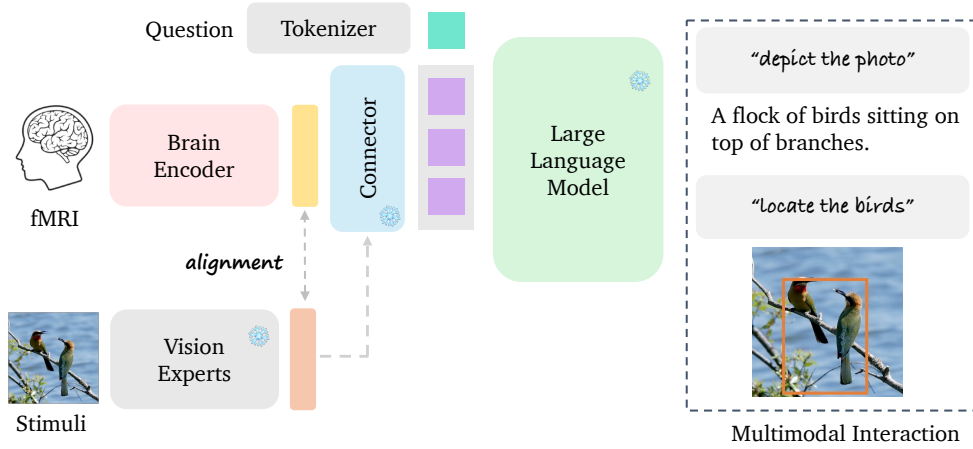 Question
Tokenizer
Brain
Encoder
fMRI
Connector
alignment
Vision
Experts
Stimuli
Large
Language
Model
“depict the photo”
A flock of birds sitting on
top of branches.
“locate the birds”
Multimodal Interaction